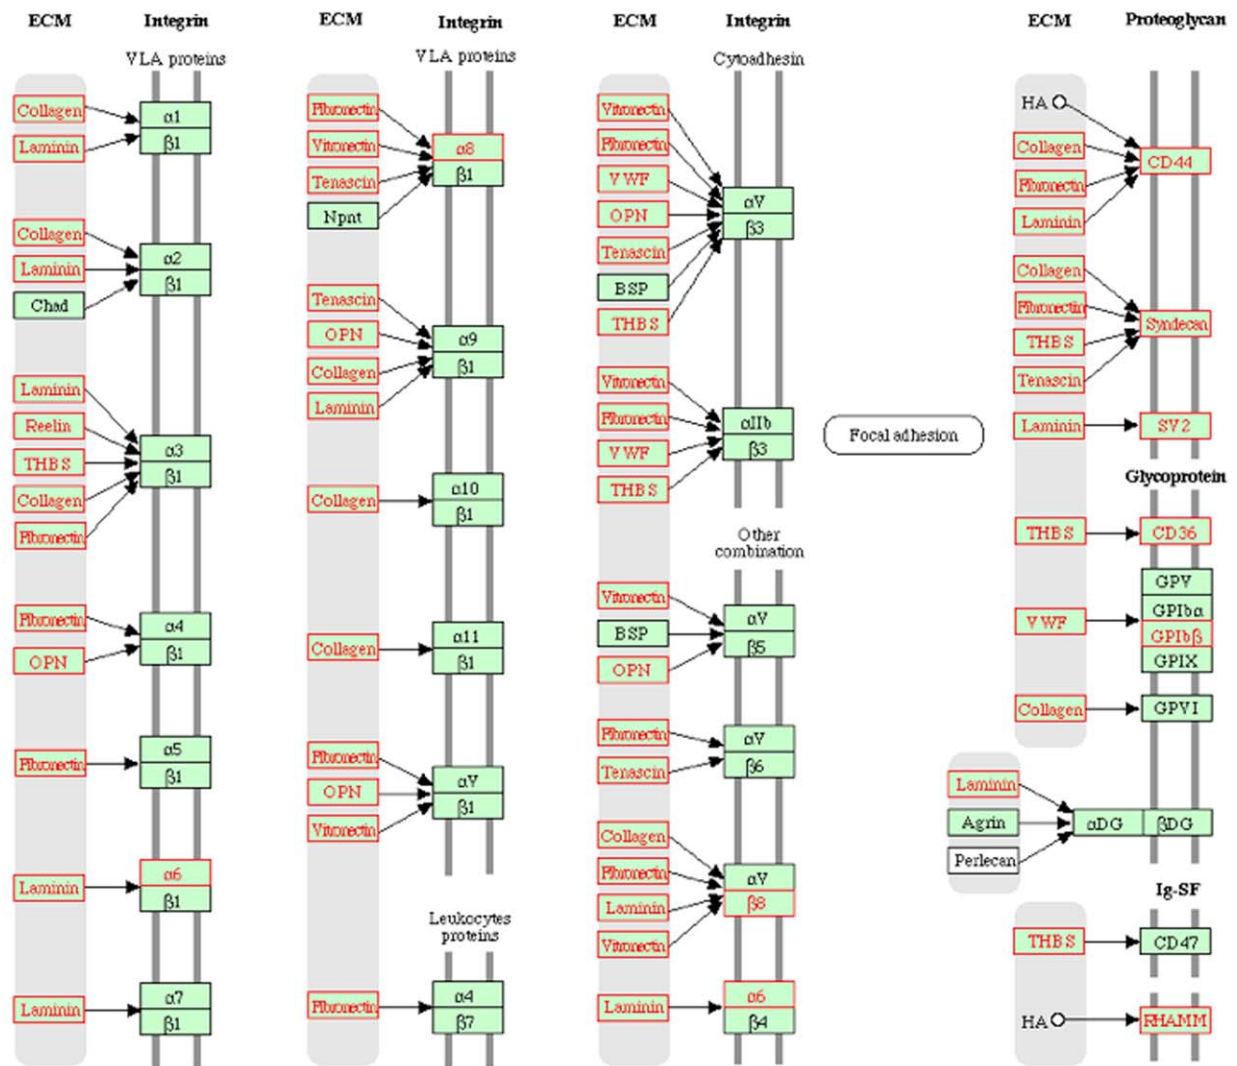 ECM
Integrin
VLA proteins
Collagen
Laminin
α1
β1
Collagen
Laminin
Chad
α2
β1
Laminin
Reelin
THBS
Collagen
Fibronectin
α3
β1
Fibronectin
OPN
α4
β1
Fibronectin
α5
β1
Laminin
α6
β1
Laminin
α7
β1
ECM
Integrin
VLA proteins
Fibronectin
Vitronectin
Tenascin
Npnt
α8
β1
Tenascin
OPN
Collagen
Laminin
α9
β1
Collagen
α10
β1
Collagen
α11
β1
Fibronectin
OPN
Vitronectin
αV
β1
Leukocytes
proteins
Fibronectin
α4
β7
ECM
Integrin
Cytoadhesin
Vitronectin
Fibronectin
VWF
OPN
Tenascin
BSP
THBS
αV
β3
Vitronectin
Fibronectin
VWF
THBS
αIIb
β3
Other
combination
Vitronectin
BSP
OPN
αV
β5
Fibronectin
Tenascin
αV
β6
Collagen
Fibronectin
Laminin
Vitronectin
αV
β8
Laminin
α6
β4
Focal adhesion
ECM
Proteoglycan
HA
Collagen
Fibronectin
Laminin
CD44
Collagen
Fibronectin
THBS
Tenascin
Syndecan
Laminin
SV2
Glycoprotein
THBS
CD36
VWF
GPV
GPIbα
GPIbβ
GPIX
Collagen
GPVI
Laminin
Agrin
Perlecan
αDG
βDG
Ig-SF
THBS
CD47
HA
RHAMM